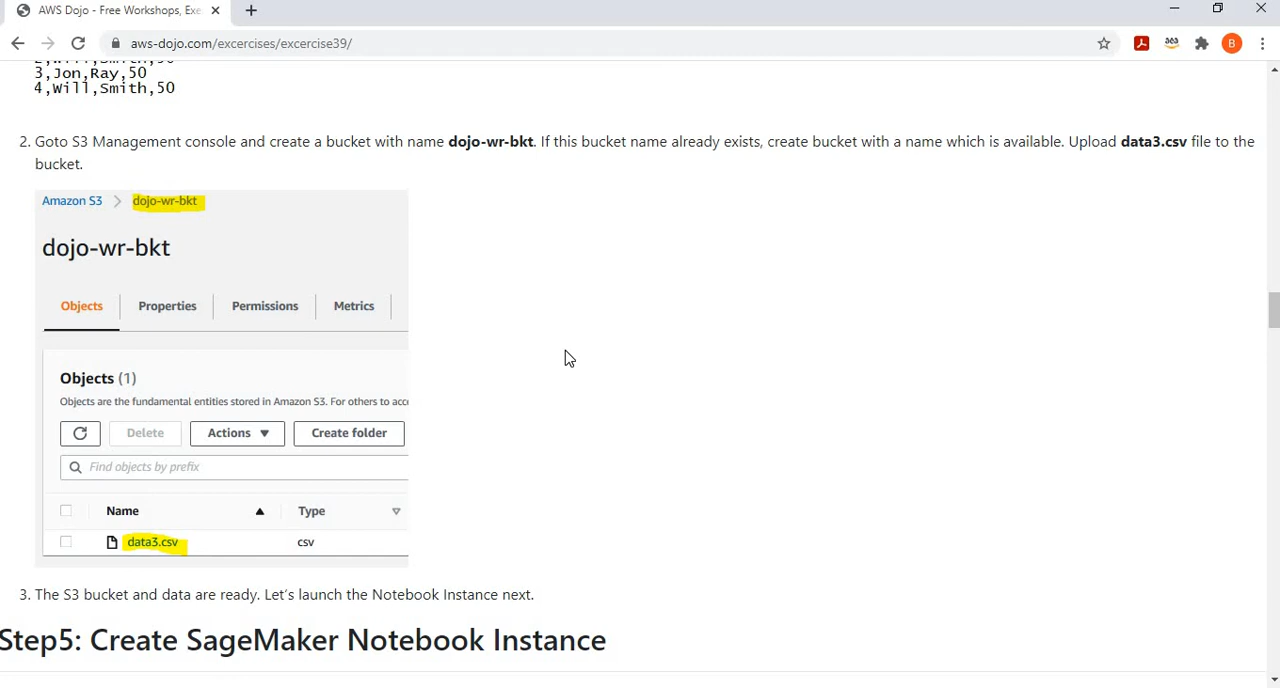 AWS Dojo - Free Workshops, Exe
aws-dojo.com/excercises/excercise39/
B
2,Will,Smith,50
3,Jon,Ray,50
4,Will,Smith,50
2. Goto S3 Management console and create a bucket with name dojo-wr-bkt. If this bucket name already exists, create bucket with a name which is available. Upload data3.csv file to the
bucket.
Amazon S3 > dojo-wr-bkt
dojo-wr-bkt
Objects Properties Permissions Metrics
Objects (1)
Objects are the fundamental entities stored in Amazon S3. For others to acc
Delete Actions Create folder
Find objects by prefix
Name Type
data3.csv csv
3. The S3 bucket and data are ready. Let's launch the Notebook Instance next.
Step5: Create SageMaker Notebook Instance